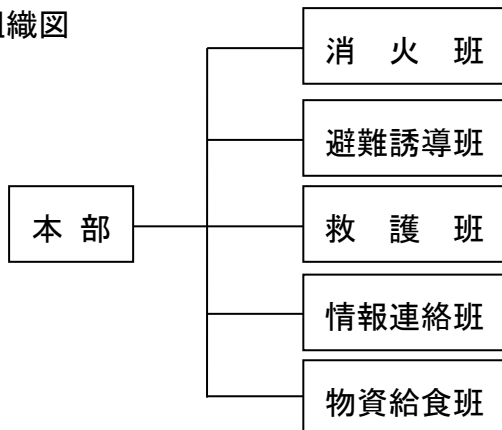 組織図
消 火 班
避難誘導班
本 部
救 護 班
情報連絡班
物資給食班